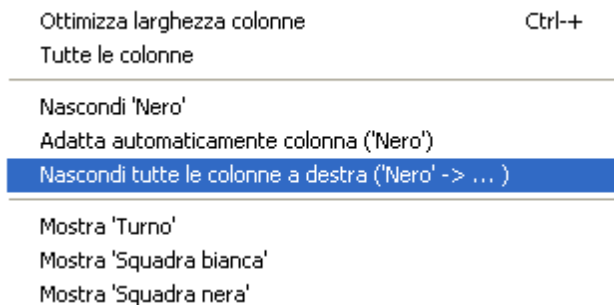 Ottimizza larghezza colonne Ctrl-+
Tutte le colonne
Nascondi 'Nero'
Adatta automaticamente colonna ('Nero')
Nascondi tutte le colonne a destra ('Nero' -> ... )
Mostra 'Turno'
Mostra 'Squadra bianca'
Mostra 'Squadra nera'